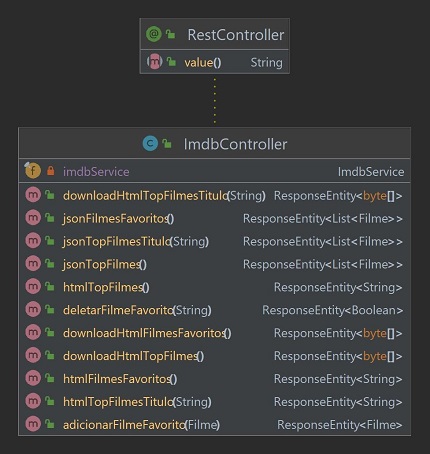 RestController
value() String
ImdbController
imdbService ImdbService
downloadHtmlTopFilmesTitulo(String) ResponseEntity<byte[]>
jsonFilmesFavoritos() ResponseEntity<List<Filme>>
jsonTopFilmesTitulo(String) ResponseEntity<List<Filme>>
jsonTopFilmes() ResponseEntity<List<Filme>>
htmlTopFilmes() ResponseEntity<String>
deletarFilmeFavorito(String) ResponseEntity<Boolean>
downloadHtmlFilmesFavoritos() ResponseEntity<byte[]>
downloadHtmlTopFilmes() ResponseEntity<byte[]>
htmlFilmesFavoritos() ResponseEntity<String>
htmlTopFilmesTitulo(String) ResponseEntity<String>
adicionarFilmeFavorito(Filme) ResponseEntity<Filme>